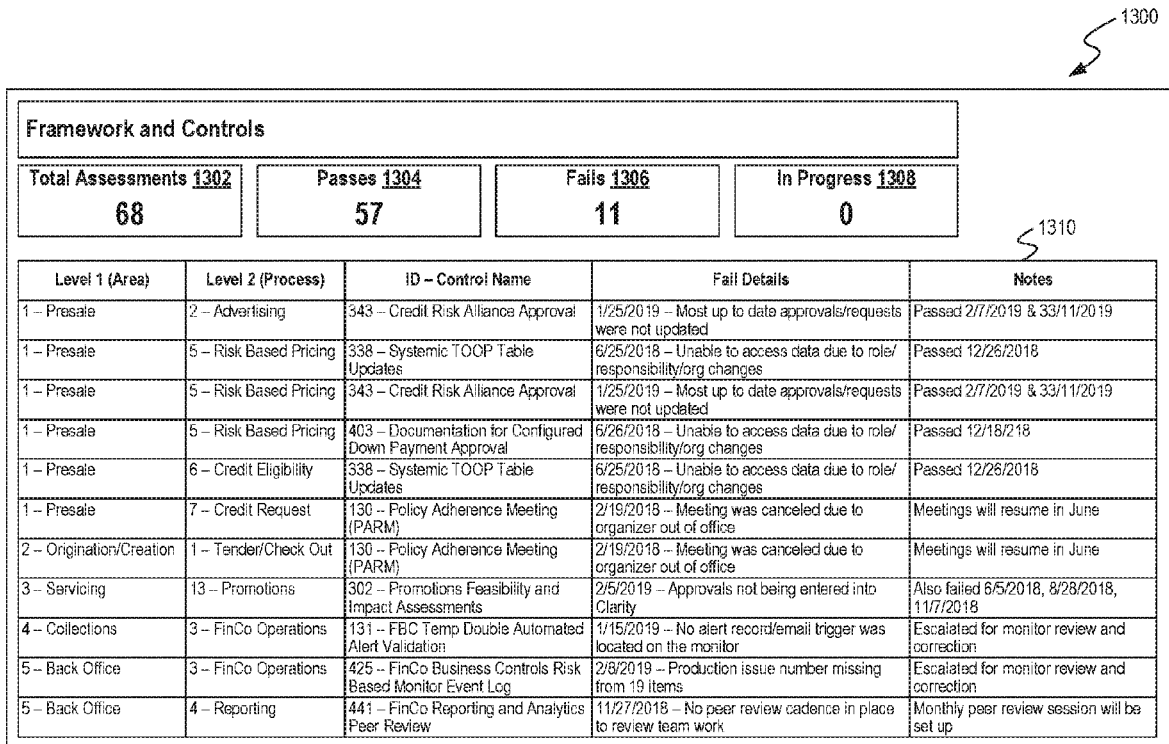 1300
Framework and Controls
Total Assessments 1302
68
Passes 1304
57
Fails 1306
11
In Progress 1308
0
1310
Level 1 (Area) Level 2 (Process) ID – Control Name Fail Details Notes
1 – Presale 2 – Advertising 343 – Credit Risk Alliance Approval 1/25/2019 – Most up to date approvals/requests Passed 2/7/2019 & 33/11/2019
were not updated
1 – Presale 5 – Risk Based Pricing 338 – Systemic TOOP Table 6/25/2018 – Unable to access data due to role/ Passed 12/26/2018
Updates responsibility/org changes
1 – Presale 5 – Risk Based Pricing 343 – Credit Risk Alliance Approval 1/25/2019 – Most up to date approvals/requests Passed 2/7/2019 & 33/11/2019
were not updated
1 – Presale 5 – Risk Based Pricing 403 – Documentation for Configured 6/26/2018 – Unable to access data due to role/ Passed 12/18/218
Down Payment Approval responsibility/org changes
1 – Presale 6 – Credit Eligibility 338 – Systemic TOOP Table 6/25/2018 – Unable to access data due to role/ Passed 12/26/2018
Updates responsibility/org changes
1 – Presale 7 – Credit Request 130 – Policy Adherence Meeting 2/19/2018 – Meeting was canceled due to Meetings will resume in June
(PARM) organizer out of office
2 – Origination/Creation 1 – Tender/Check Out 130 – Policy Adherence Meeting 2/19/2018 – Meeting was canceled due to Meetings will resume in June
(PARM) organizer out of office
3 – Servicing 13 – Promotions 302 – Promotions Feasibility and 2/5/2019 – Approvals not being entered into Also failed 6/5/2018, 8/28/2018,
Impact Assessments Clarity 11/7/2018
4 – Collections 3 – FinCo Operations 131 – FBC Temp Double Automated 1/15/2019 – No alert record/email trigger was Escalated for monitor review and
Alert Validation located on the monitor correction
5 – Back Office 3 – FinCo Operations 425 – FinCo Business Controls Risk 2/8/2019 – Production issue number missing Escalated for monitor review and
Based Monitor Event Log from 19 items correction
5 – Back Office 4 – Reporting 441 – FinCo Reporting and Analytics 11/27/2018 – No peer review cadence in place Monthly peer review session will be
Peer Review to review team work set up